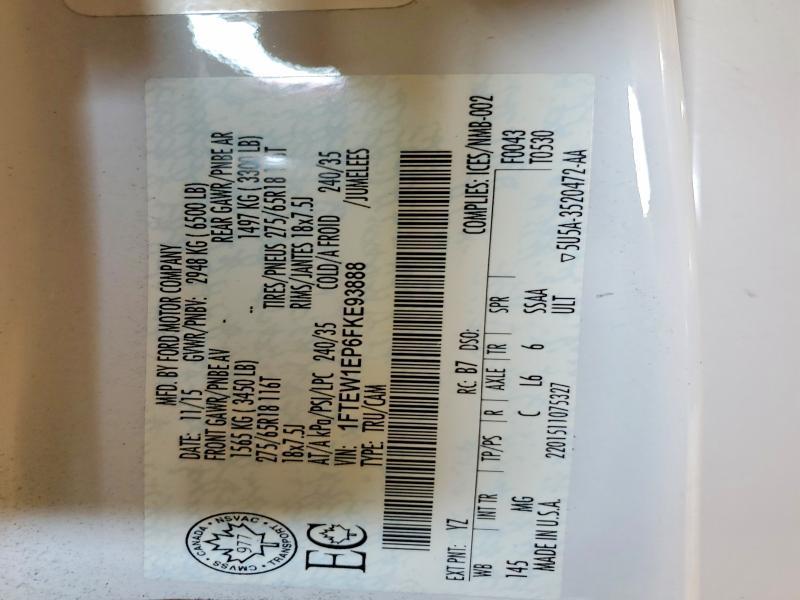 MFD. BY FORD MOTOR COMPANY
DATE: 11/15 GVWR/PNBV: 2948 KG ( 6500 LB)
FRONT GAWR/PNBE AV REAR GAWR/PNBE AR
1565 KG ( 3450 LB) 1497 KG ( 3300 LB)
275/65R18 116T TIRES/PNEUS 275/65R18 116T
18x7.5J RIMS/JANTES 18x7.5J
AT/A kPa/PSI/LPC 240/35 COLD/A FROID 240/35
VIN: 1FTEW1EP6FKE93888 /JUMELEES
TYPE: TRU/CAM
CMVSS • CANADA • NSVAC • TRANSPORT
977
EC
EXT PNT: YZ RC: B7 DSO: COMPLIES: ICES/NMB-002
F0043
WB INT TR TP/PS R AXLE TR SPR T0530
145 MG C L6 6 SSAA
MADE IN U.S.A. 2201511075327 ULT ▽5U5A-3520472-AA